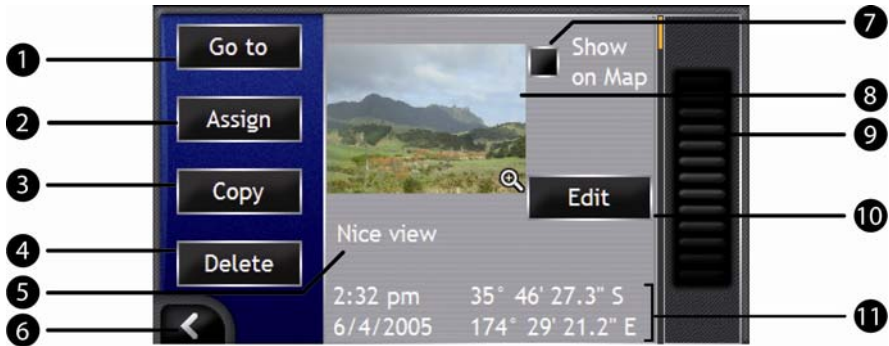 1
Go to
2
Assign
3
Copy
4
Delete
5
6
7
Show
on Map
8
9
Edit
10
Nice view
2:32 pm 35° 46' 27.3" S
6/4/2005 174° 29' 21.2" E
11